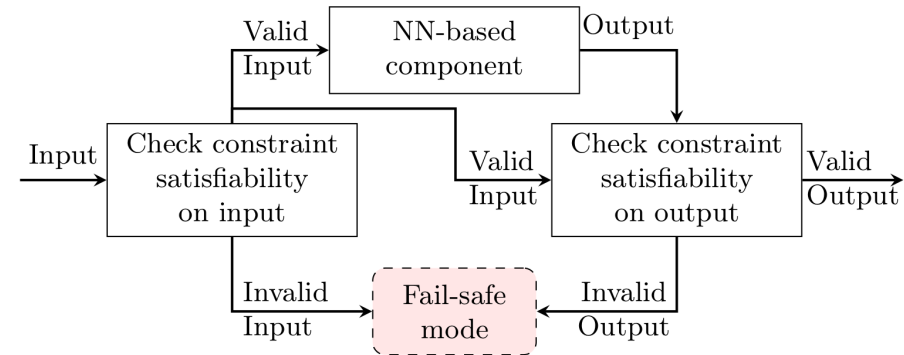 Valid
Input
NN-based
component
Output
Input
Check constraint
satisfiability
on input
Valid
Input
Check constraint
satisfiability
on output
Valid
Output
Invalid
Input
Fail-safe
mode
Invalid
Output